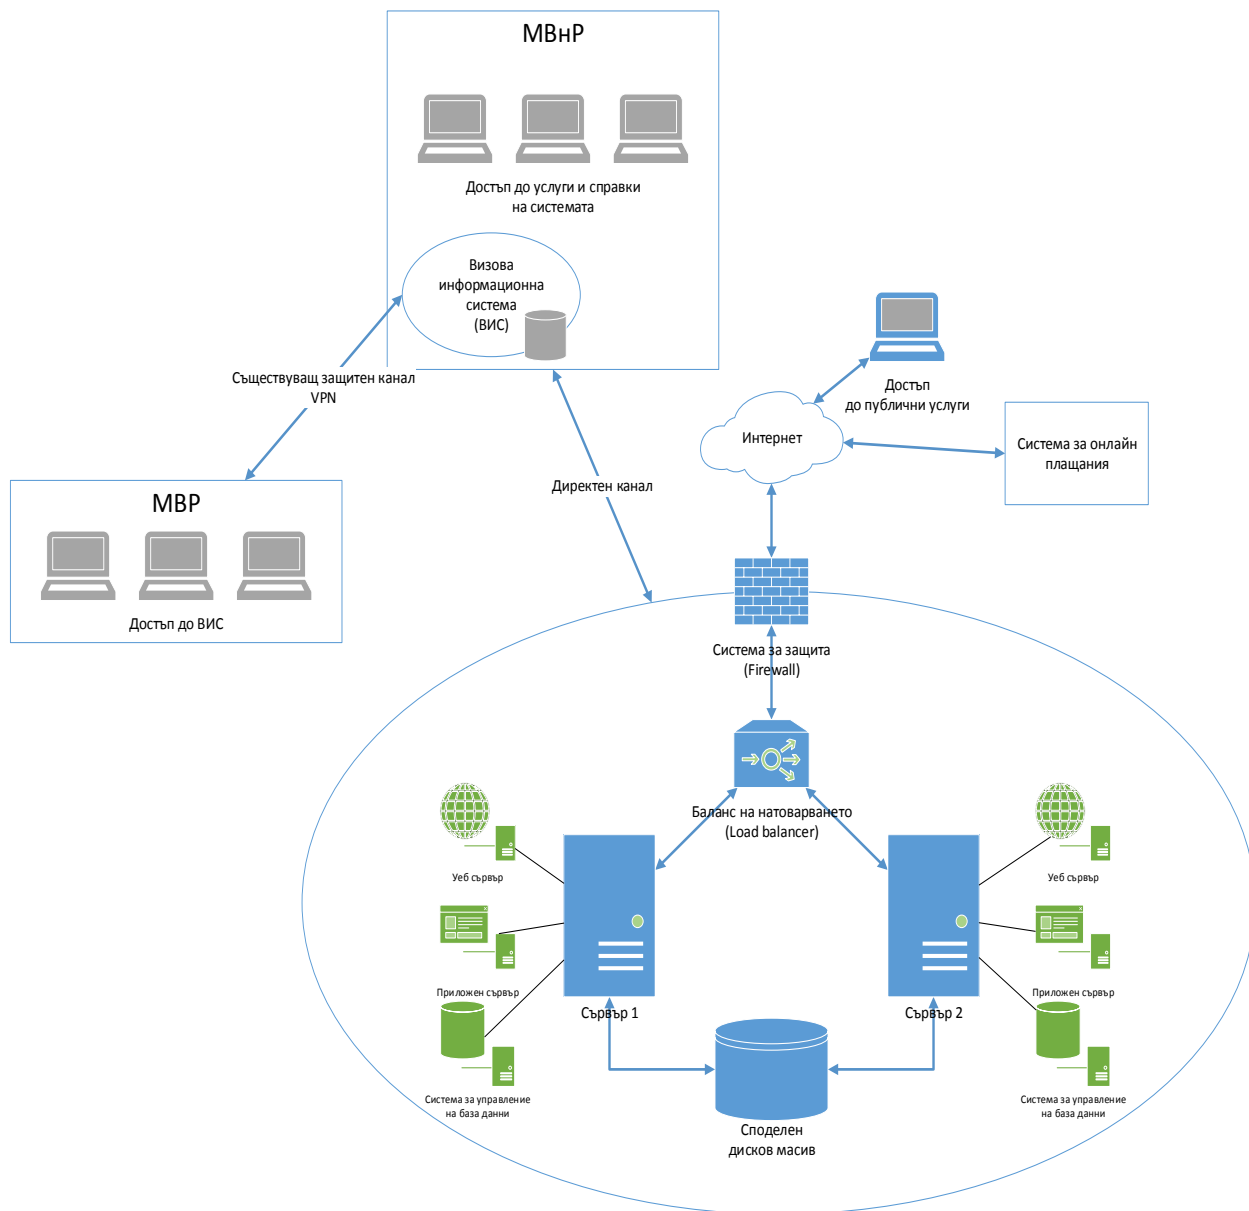 МВнР
Достъп до услуги и справки
на системата
Визова
информационна
система
(ВИС)
Съществуващ защитен канал
VPN
Достъп
до публични услуги
Интернет
Система за онлайн
плащания
Директен канал
МВР
Достъп до ВИС
Система за защита
(Firewall)
Баланс на натоварването
(Load balancer)
Уеб сървър
Приложен сървър
Система за управление
на база данни
Сървър 1
Сървър 2
Уеб сървър
Приложен сървър
Система за управление
на база данни
Споделен
дисков масив